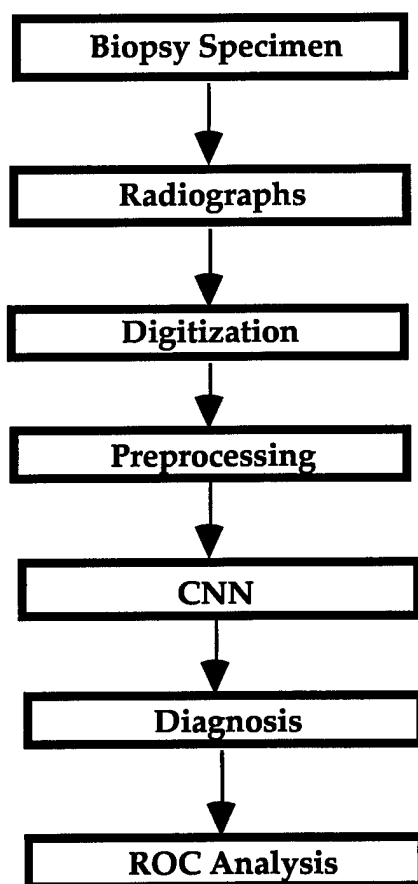 Biopsy Specimen
Radiographs
Digitization
Preprocessing
CNN
Diagnosis
ROC Analysis